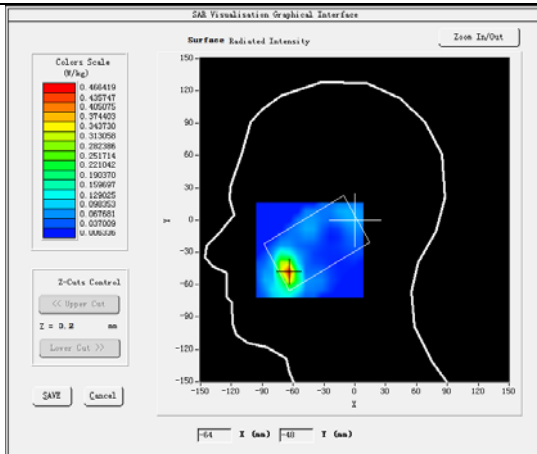 SAR Visualisation Graphical Interface
Surface Radiated Intensity
Zoom In/Out
Colors Scale
(W/kg)
0.466419
0.435747
0.405075
0.374403
0.343730
0.313058
0.282386
0.251714
0.221042
0.190370
0.159697
0.129025
0.098353
0.067681
0.037009
0.006336
Z-Cuts Control
<< Upper Cut
Z = 0.2 mm
Lower Cut >>
SAVE Cancel
150
120
90
60
30
0
-30
-60
-90
-120
-150
Y
-150 -120 -90 -60 -30 0 30 60 90 120 150
X
-64 X (mm) -48 Y (mm)